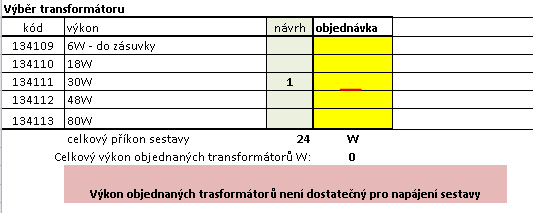 Výběr transformátoru
kód výkon návrh objednávka
134109 6W - do zásuvky
134110 18W
134111 30W 1
134112 48W
134113 80W
celkový příkon sestavy 24 W
Celkový výkon objednaných transformátorů W: 0
Výkon objednaných trasformátorů není dostatečný pro napájení sestavy